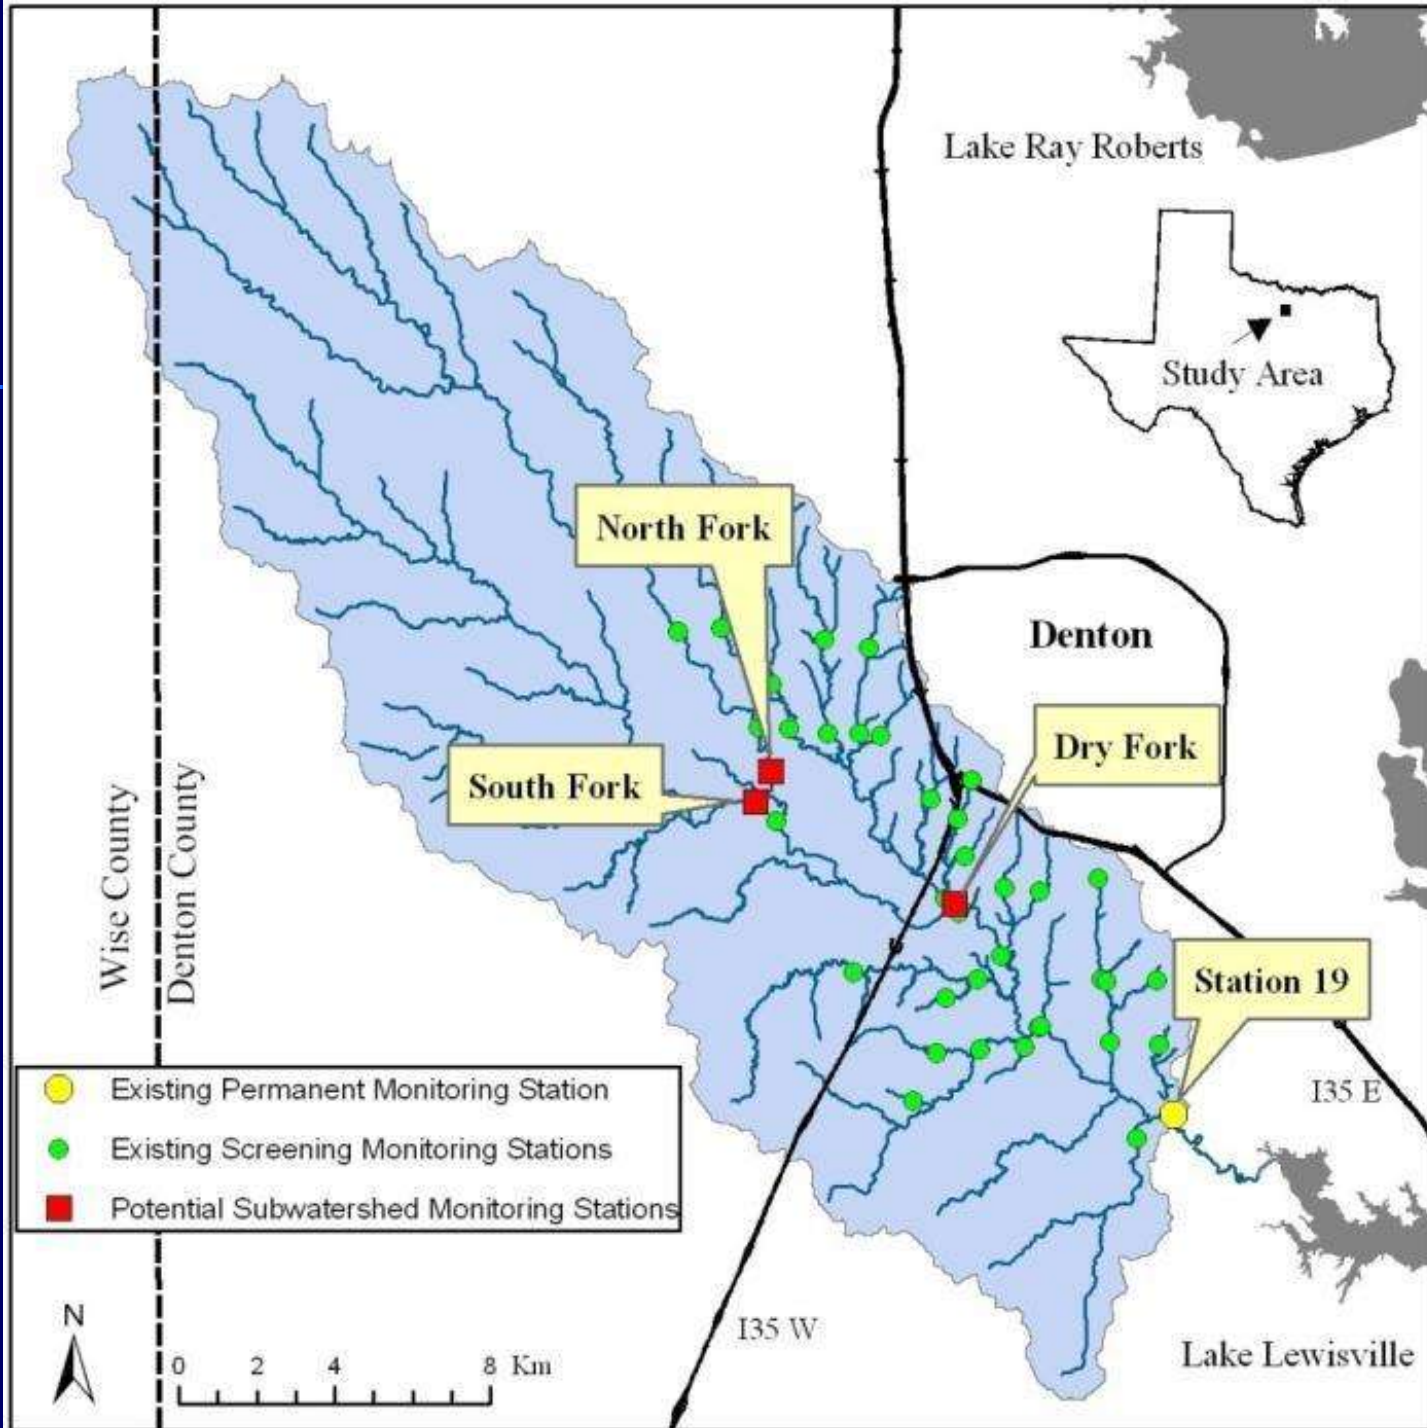 Lake Ray Roberts
Study Area
North Fork
Denton
Dry Fork
South Fork
Wise County
Denton County
Station 19
Existing Permanent Monitoring Station
Existing Screening Monitoring Stations
Potential Subwatershed Monitoring Stations
I35 E
I35 W
N
0 2 4 8 Km
Lake Lewisville